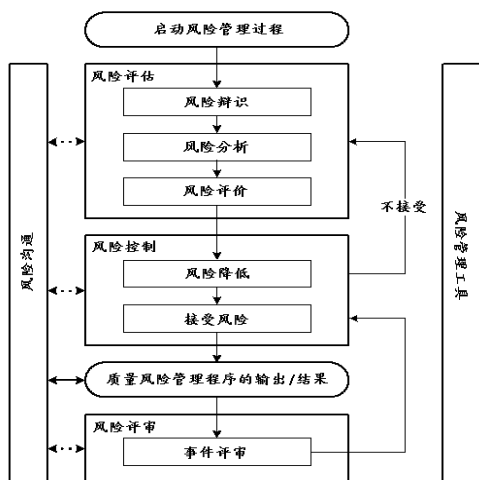 启动风险管理过程
风险评估
风险辩识
风险分析
风险评价
不接受
风险沟通
风险管理工具
风险控制
风险降低
接受风险
质量风险管理程序的输出/结果
风险评审
事件评审